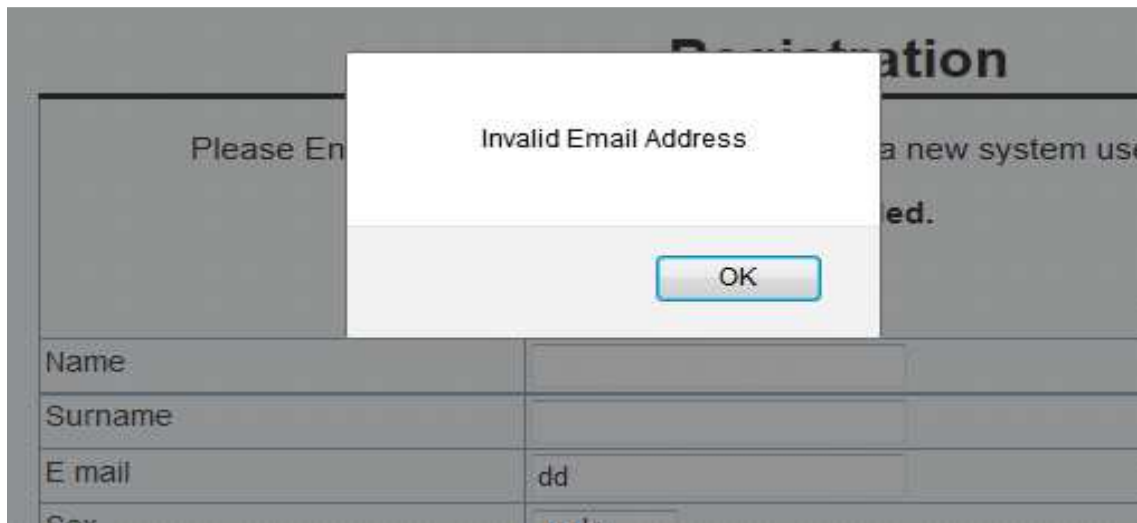 Registration
Invalid Email Address
Please En
a new system use
ed.
OK
Name
Surname
E mail
dd